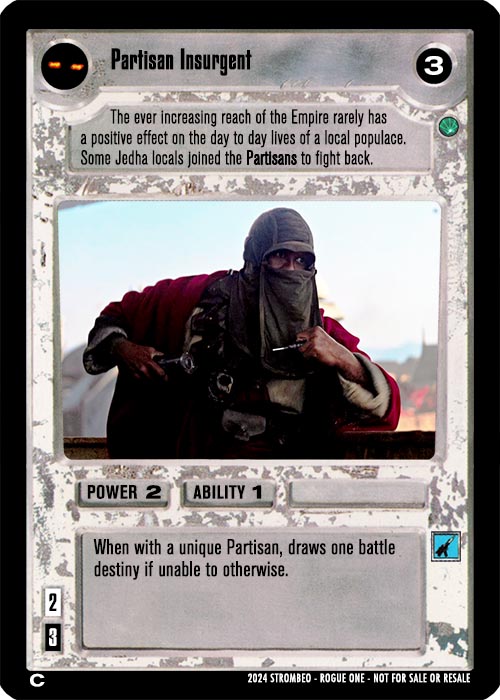 Partisan Insurgent
3
The ever increasing reach of the Empire rarely has
a positive effect on the day to day lives of a local populace.
Some Jedha locals joined the Partisans to fight back.
POWER 2
ABILITY 1
When with a unique Partisan, draws one battle
destiny if unable to otherwise.
2
3
C
2024 STROMBEO - ROGUE ONE - NOT FOR SALE OR RESALE